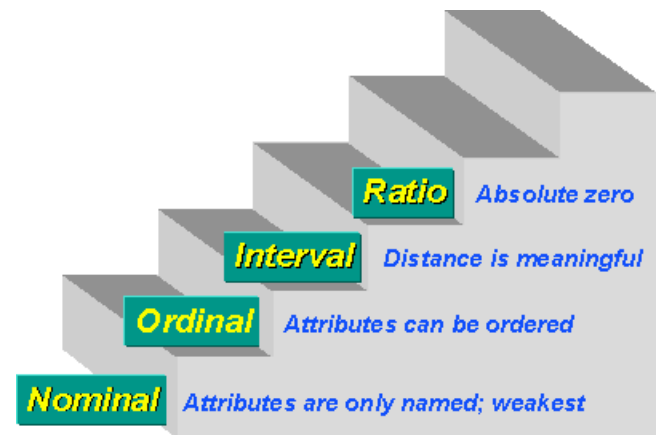 Ratio Absolute zero
Interval Distance is meaningful
Ordinal Attributes can be ordered
Nominal Attributes are only named; weakest